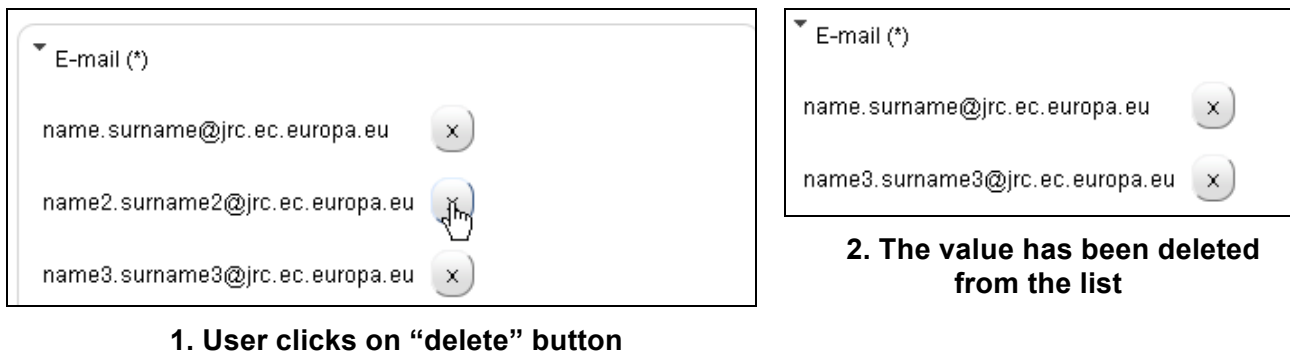 E-mail (*)
name.surname@jrc.ec.europa.eu x
name2.surname2@jrc.ec.europa.eu x
name3.surname3@jrc.ec.europa.eu x
1. User clicks on “delete” button
E-mail (*)
name.surname@jrc.ec.europa.eu x
name3.surname3@jrc.ec.europa.eu x
2. The value has been deleted
from the list